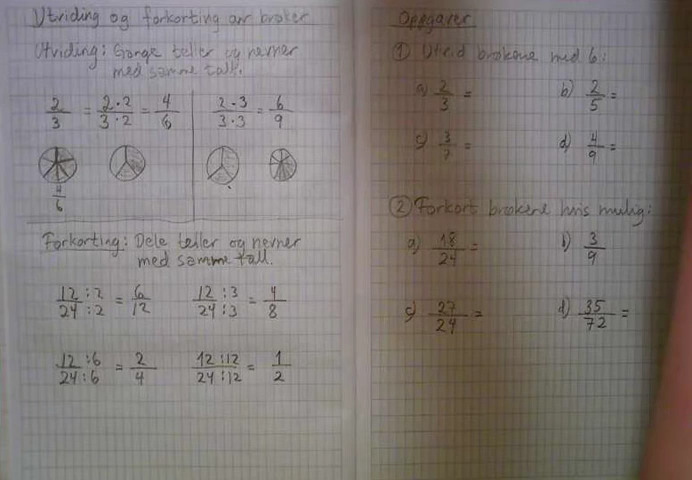 Utviding og forkorting av brøker
Utviding: Gange teller og nevner
med samme tall.
2/3 = 2·2/3·2 = 4/6
2·3/3·3 = 6/9
4/6
Forkorting: Dele teller og nevner
med samme tall.
12:2/24:2 = 6/12
12:3/24:3 = 4/8
12:6/24:6 = 2/4
12:12/24:12 = 1/2
Oppgaver
① Utvid brøkene med 6:
a) 2/3 =
b) 2/5 =
c) 3/7 =
d) 4/9 =
② Forkort brøkene hvis mulig:
a) 18/24 =
b) 3/9
c) 27/24 =
d) 35/72 =